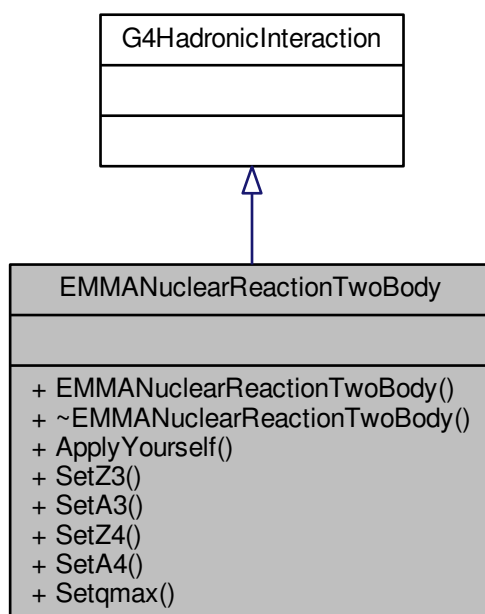 G4HadronicInteraction
EMMANuclearReactionTwoBody
+ EMMANuclearReactionTwoBody()
+ ~EMMANuclearReactionTwoBody()
+ ApplyYourself()
+ SetZ3()
+ SetA3()
+ SetZ4()
+ SetA4()
+ Setqmax()